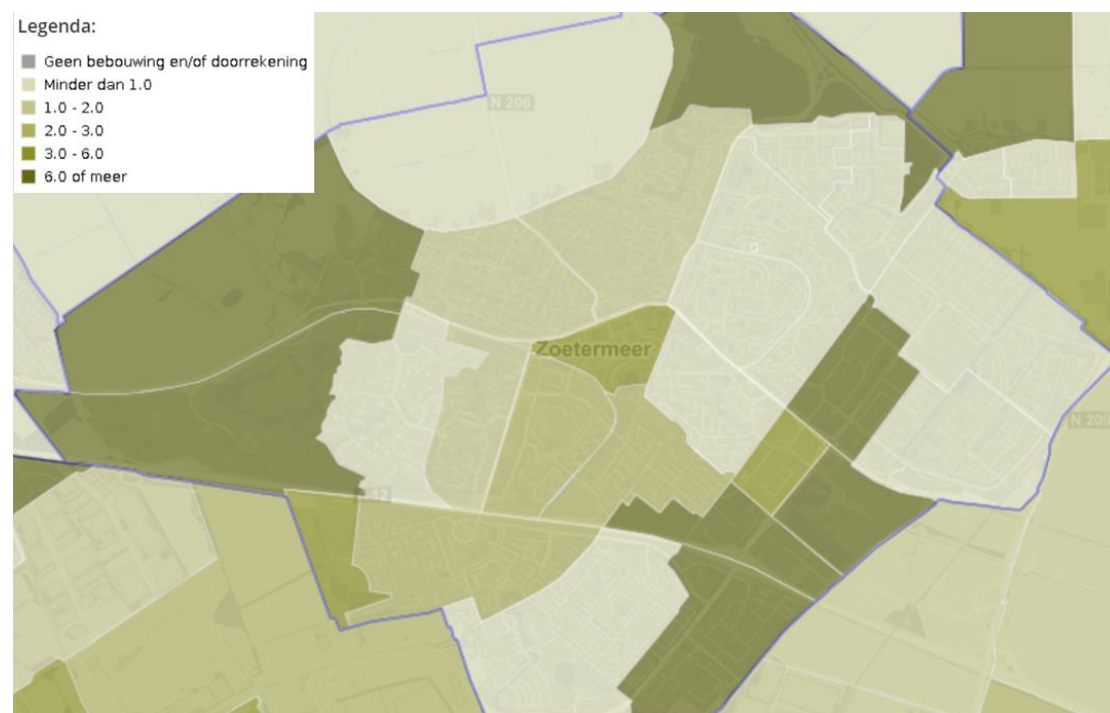 Legenda:
Geen bebouwing en/of doorrekening
Minder dan 1.0
1.0 - 2.0
2.0 - 3.0
3.0 - 6.0
6.0 of meer
N 206
Zoetermeer
N 209
12